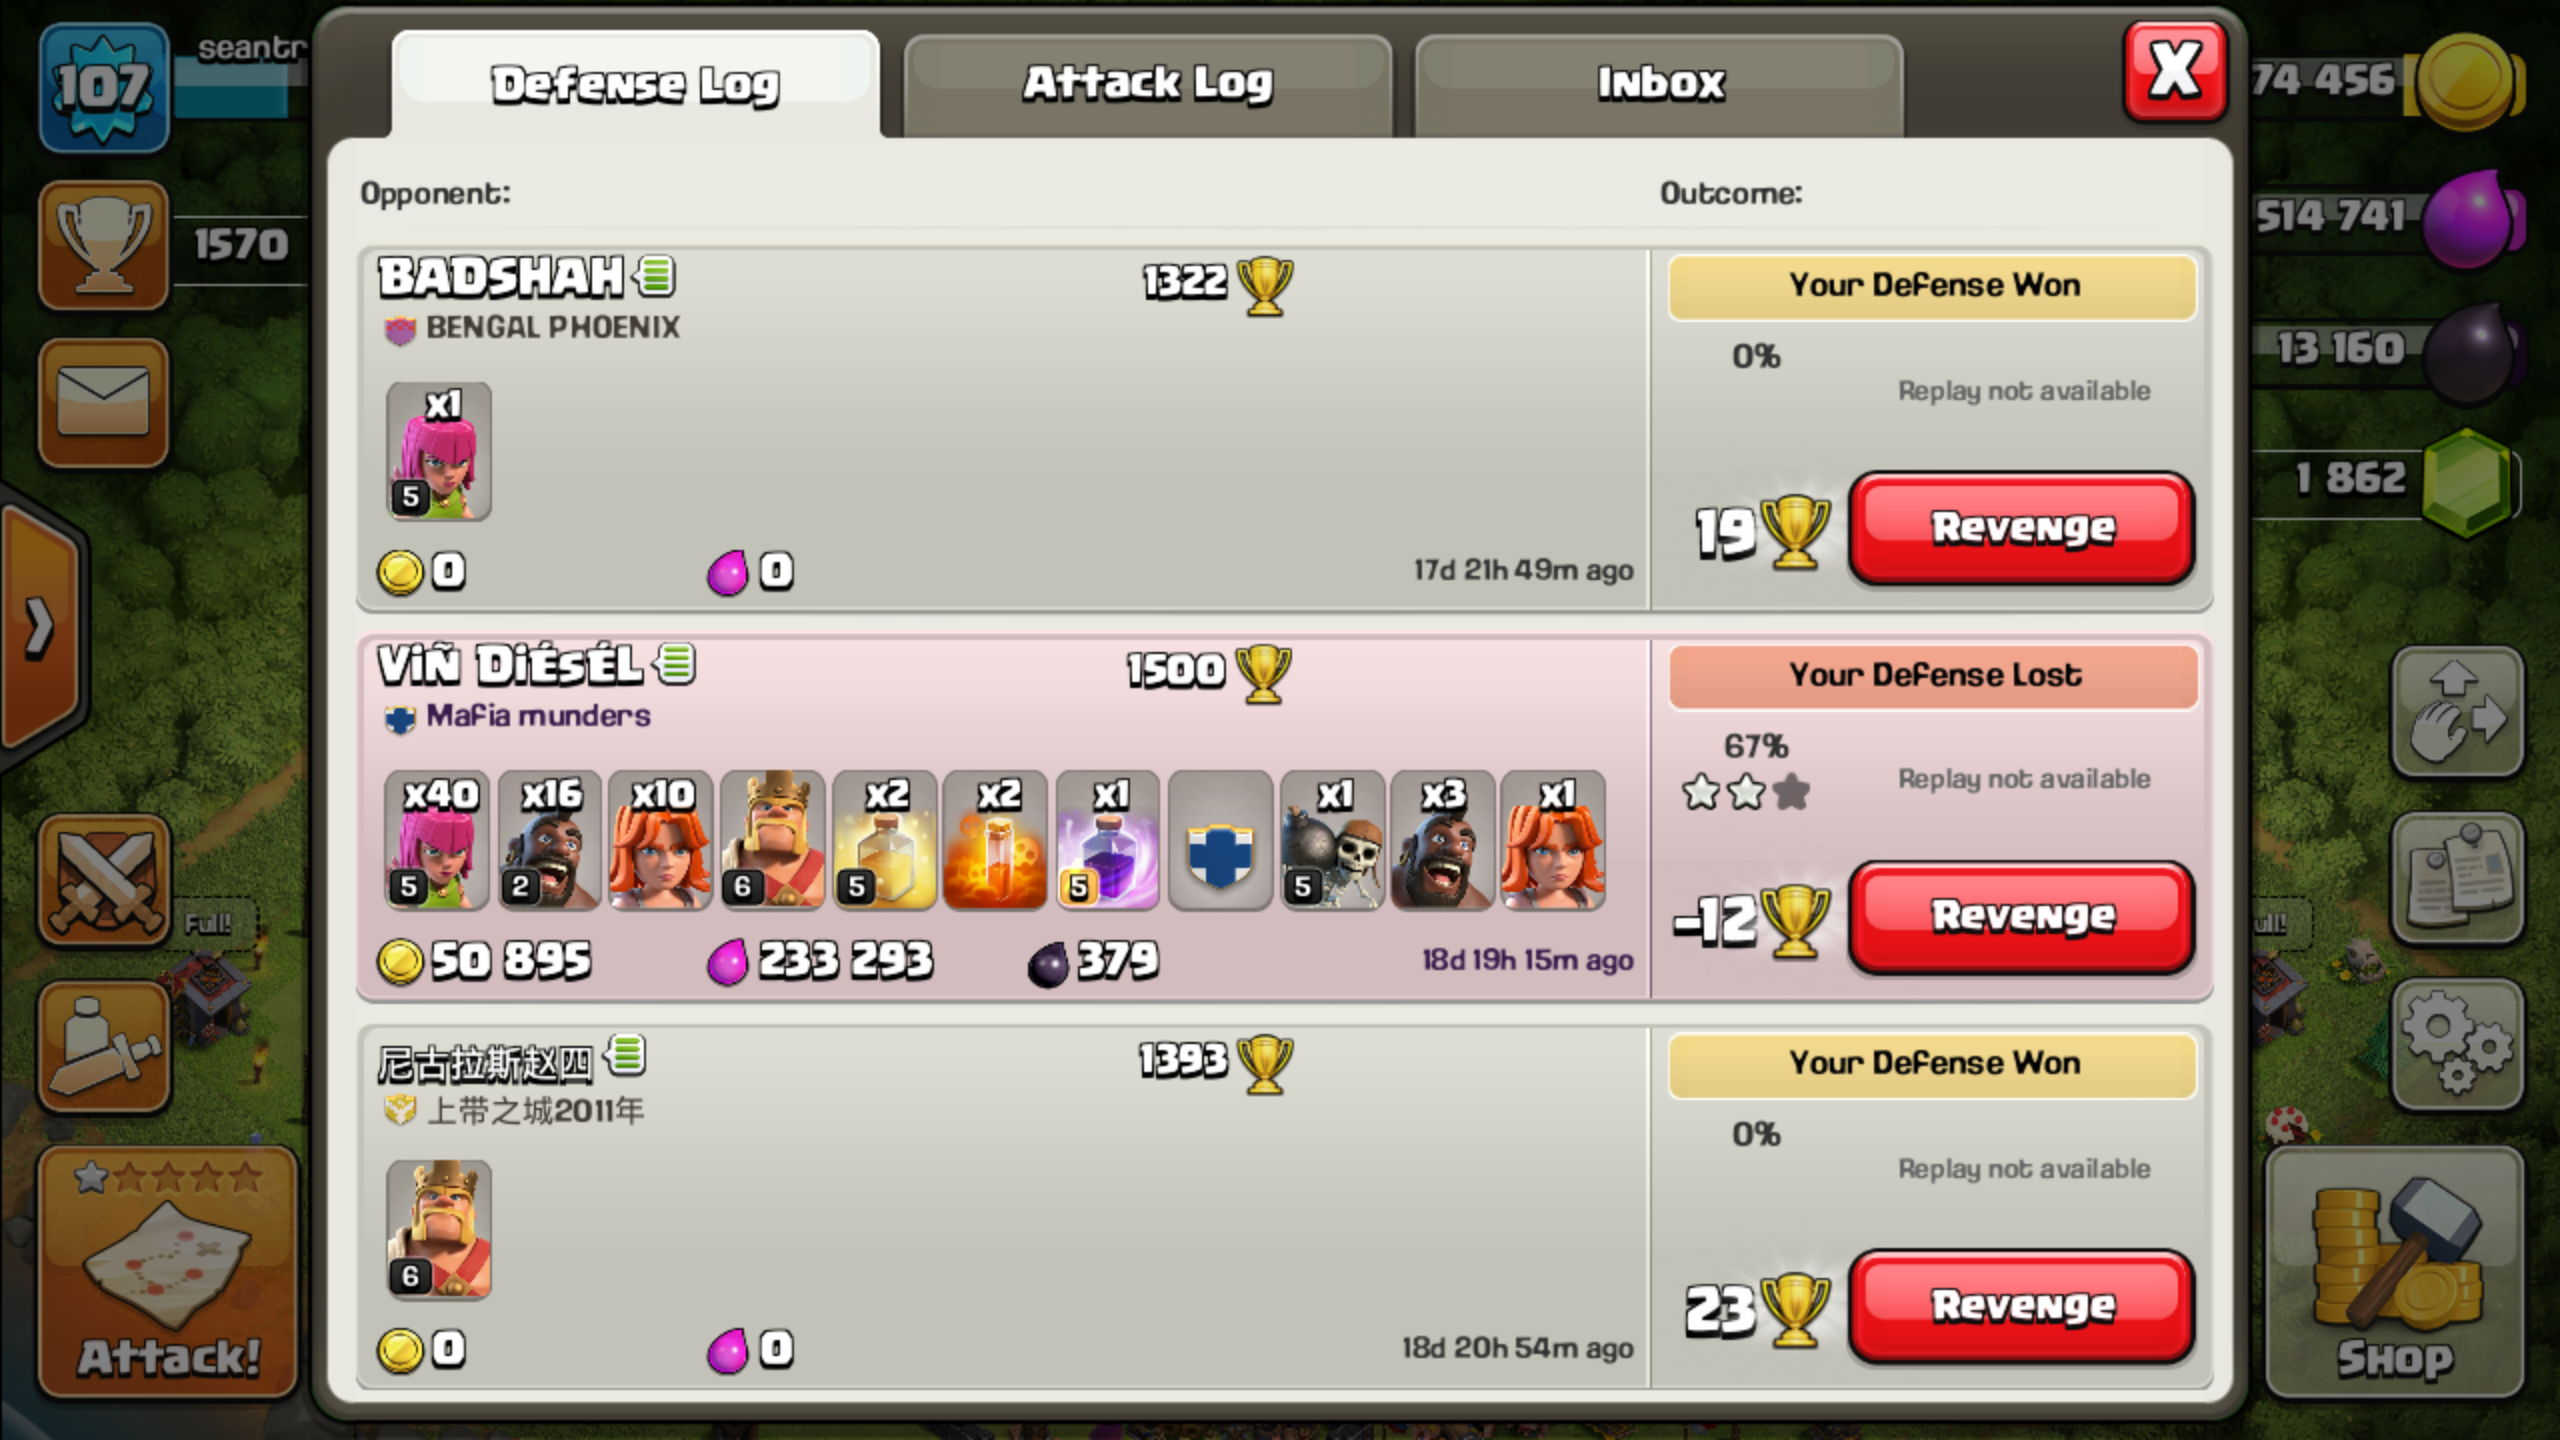 107
seantr
Defense Log
Attack Log
Inbox
X
74 456
1570
514 741
13 160
1 862
Opponent:
Outcome:
BADSHAH
1322
BENGAL PHOENIX
Your Defense Won
0%
Replay not available
x1
5
19
Revenge
0
0
17d 21h 49m ago
ViÑ DiÉSÉL
1500
Mafia munders
Your Defense Lost
67%
Replay not available
x40 x16 x10 x2 x2 x1 x1 x3 x1
5 2 6 5 5 5
-12
Revenge
50 895
233 293
379
18d 19h 15m ago
尼古拉斯赵四
1393
上带之城2011年
Your Defense Won
0%
Replay not available
6
23
Revenge
0
0
18d 20h 54m ago
Full!
ull!
Attack!
Shop